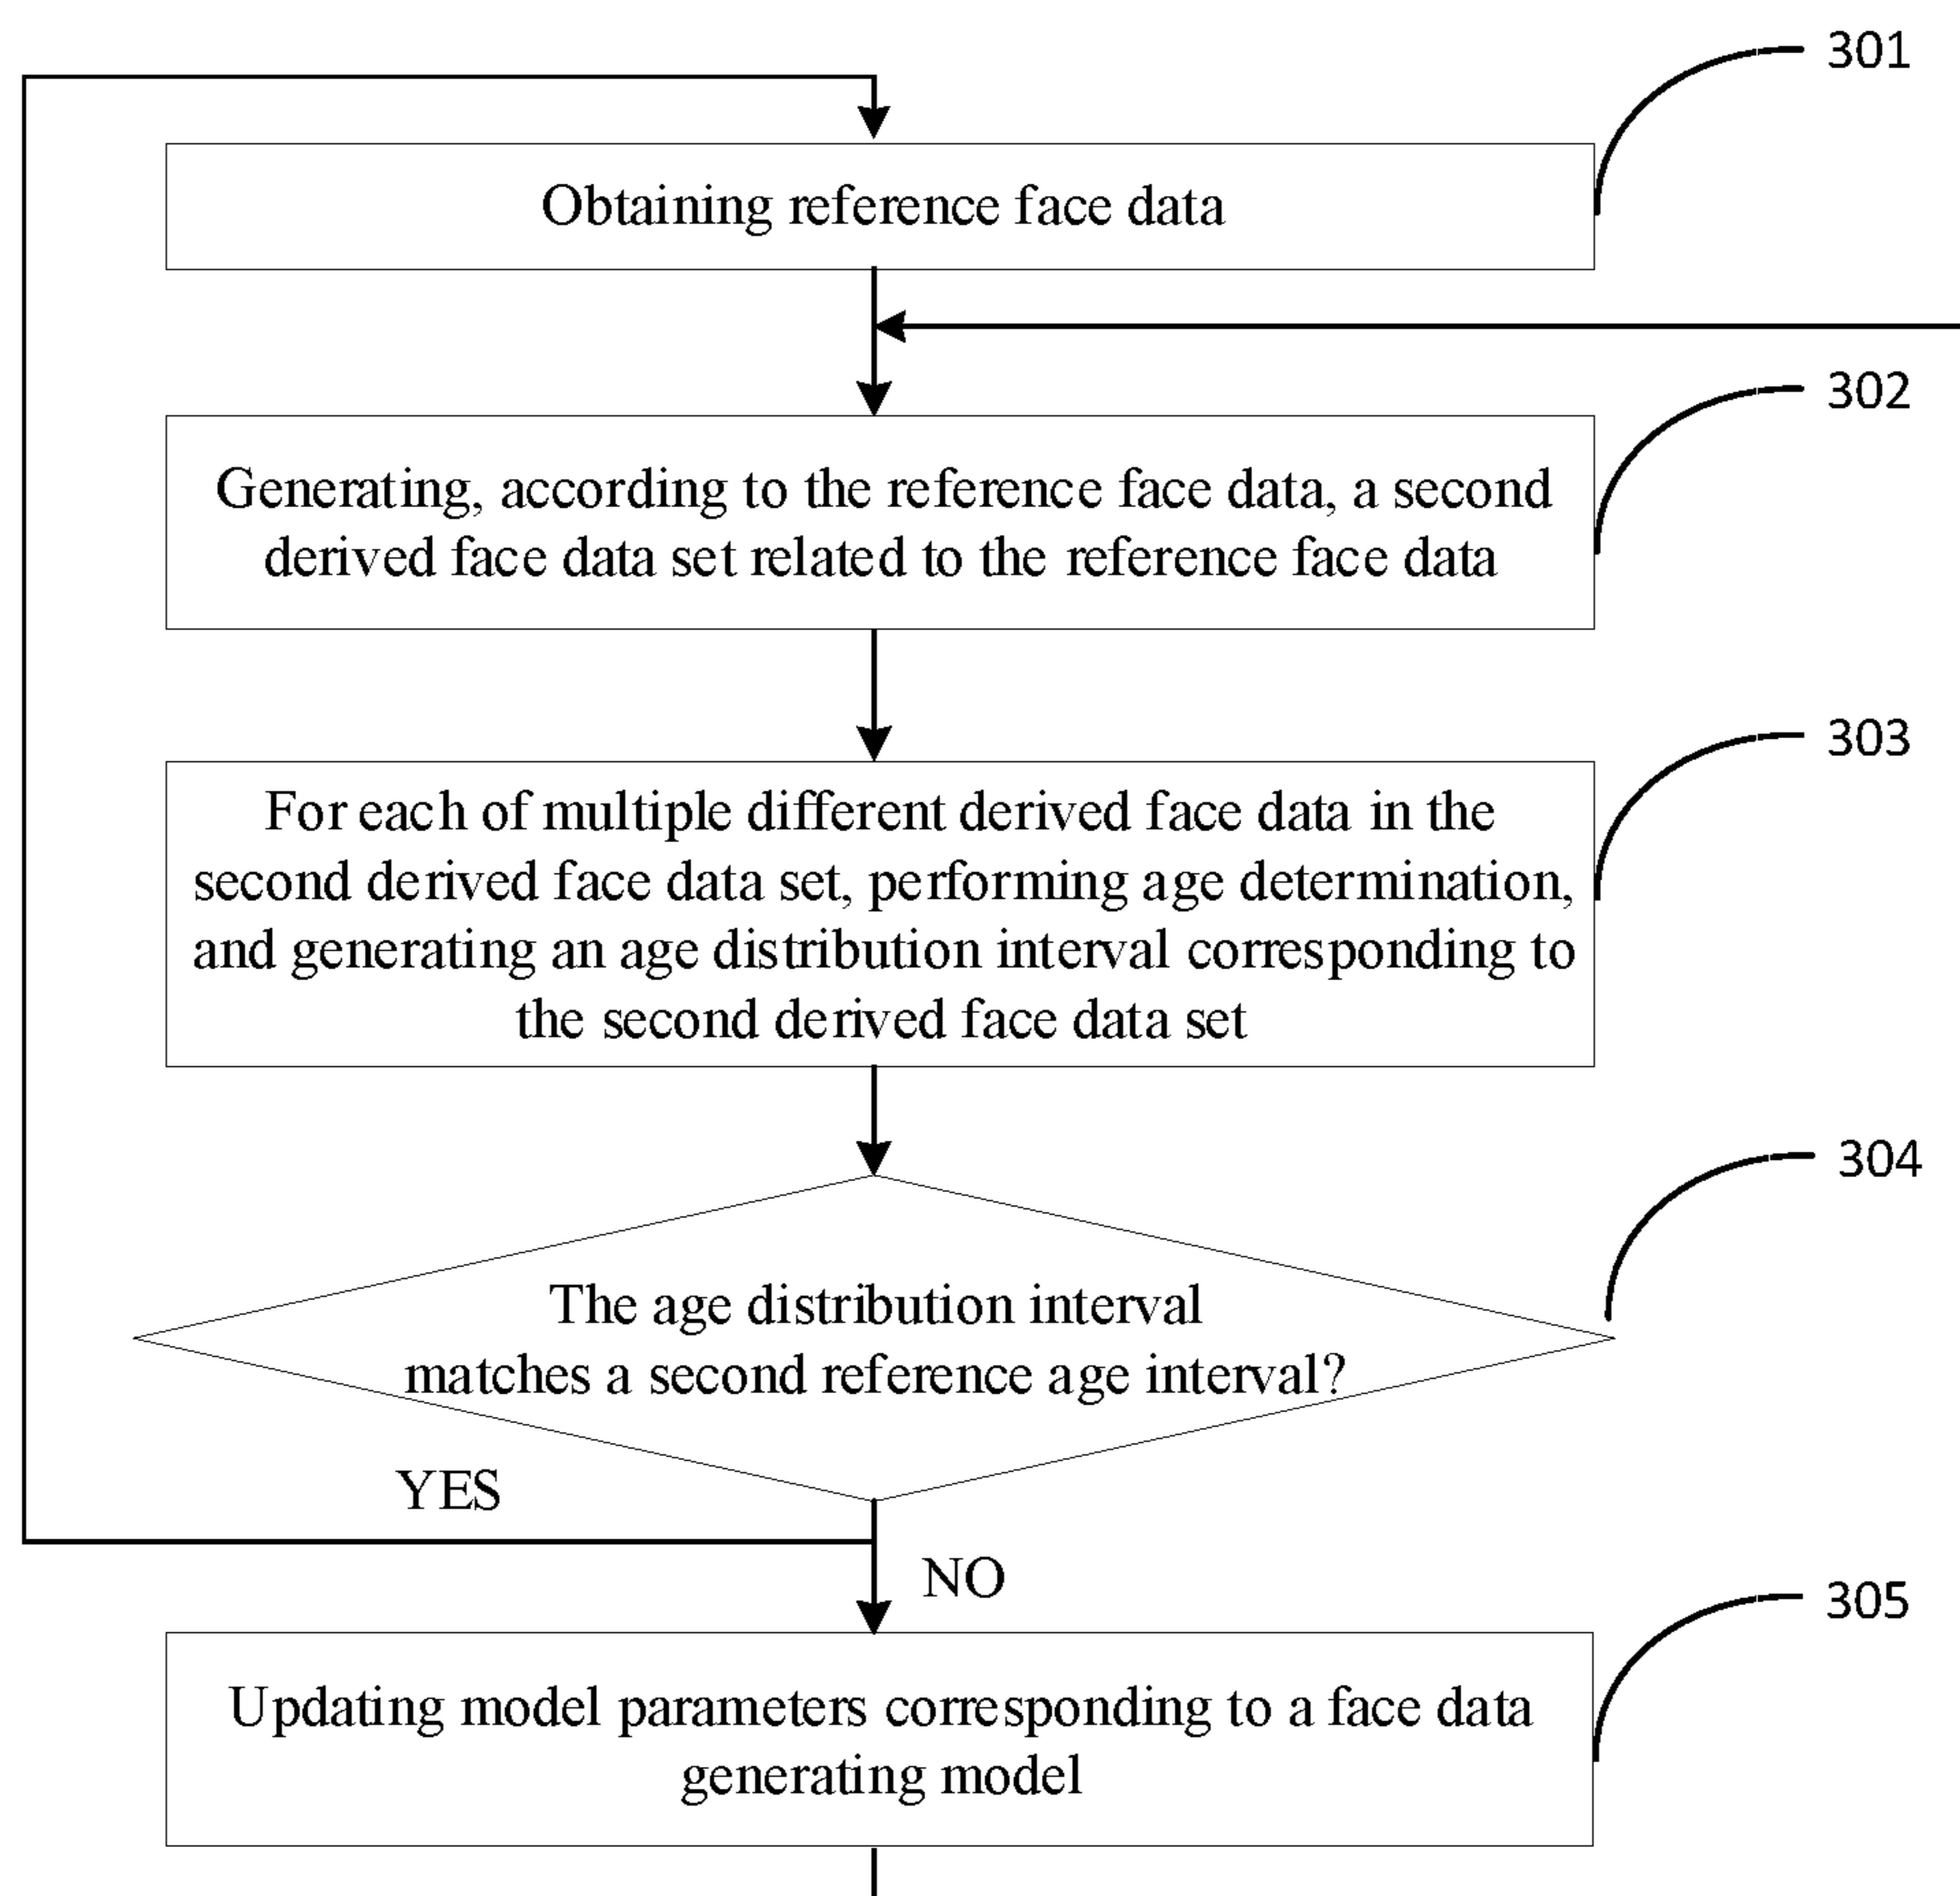 301
Obtaining reference face data
302
Generating, according to the reference face data, a second
derived face data set related to the reference face data
303
For each of multiple different derived face data in the
second derived face data set, performing age determination,
and generating an age distribution interval corresponding to
the second derived face data set
304
The age distribution interval
matches a second reference age interval?
YES
NO
305
Updating model parameters corresponding to a face data
generating model